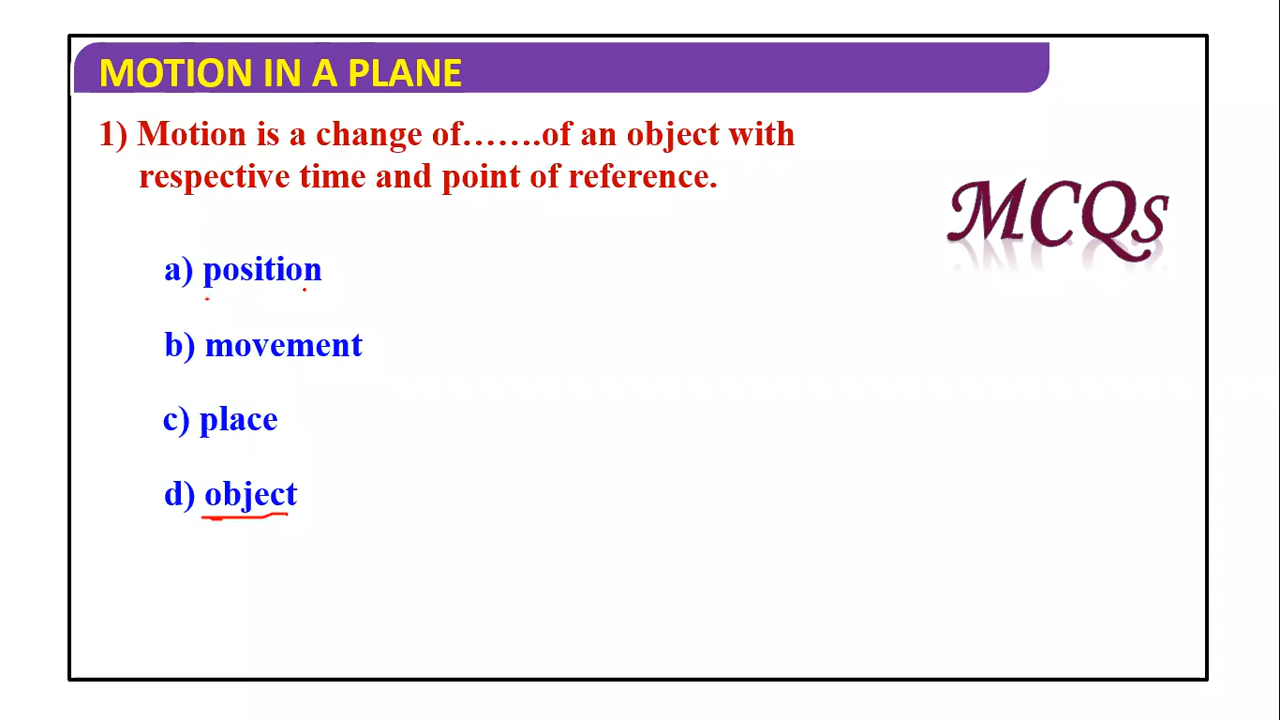 MOTION IN A PLANE
1) Motion is a change of…….of an object with
respective time and point of reference.
MCQs
a) position
b) movement
c) place
d) object